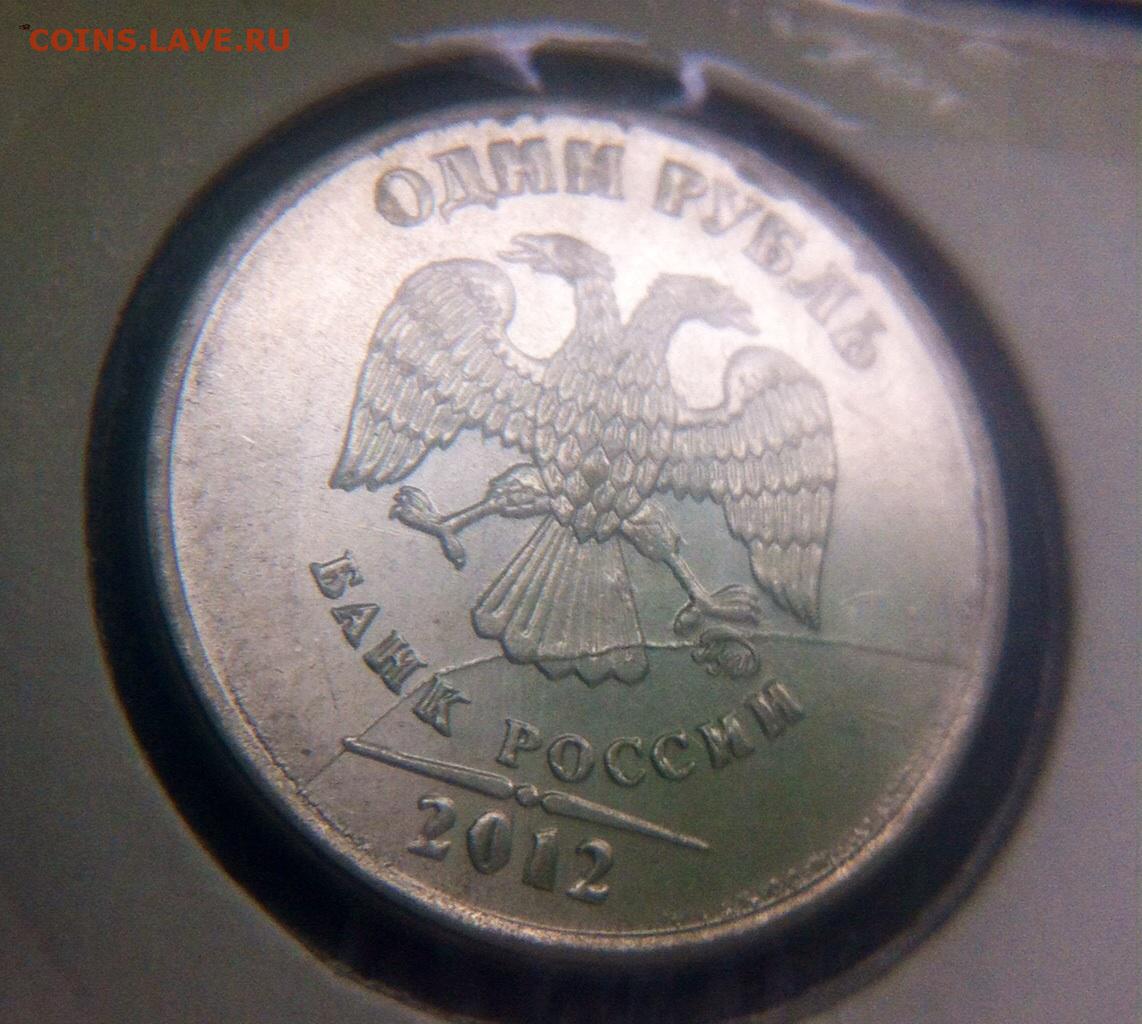 COINS.LAVE.RU
ОДИН РУБЛЬ
БАНК РОССИИ
2012